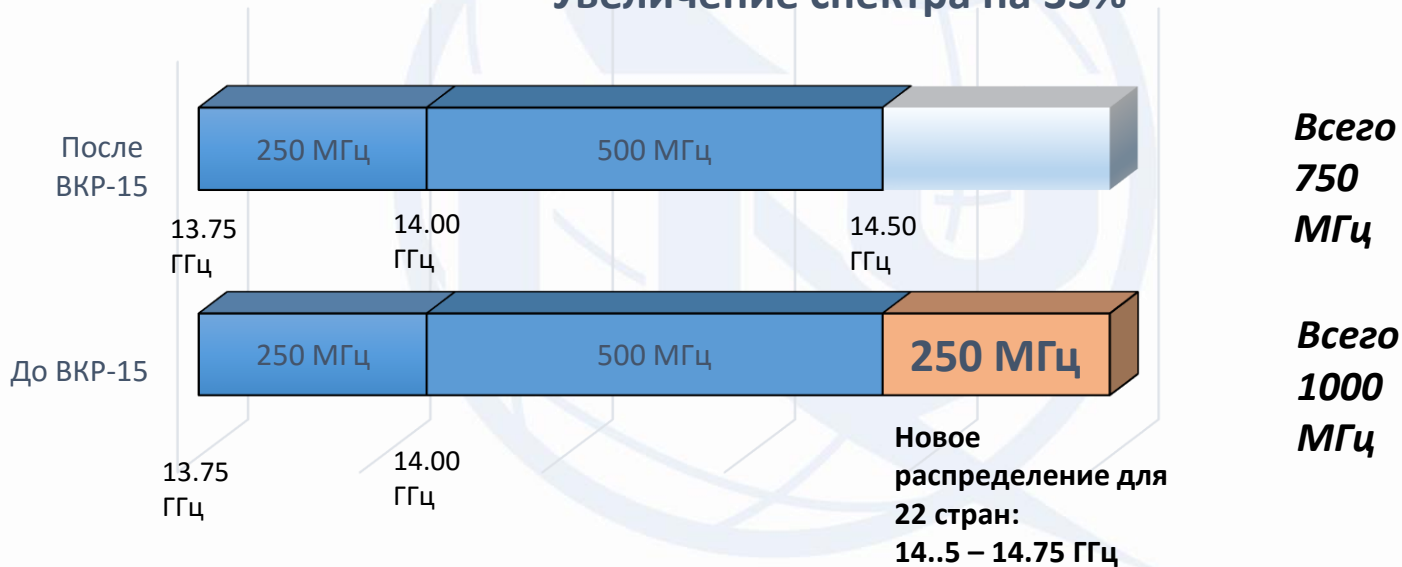 Увеличение спектра на 33%
250 МГц
500 МГц
После
ВКР-15
13.75
ГГц
14.00
ГГц
14.50
ГГц
Всего
750
МГц
250 МГц
500 МГц
250 МГц
До ВКР-15
13.75
ГГц
14.00
ГГц
Новое
распределение для
22 стран:
14..5 – 14.75 ГГц
Всего
1000
МГц